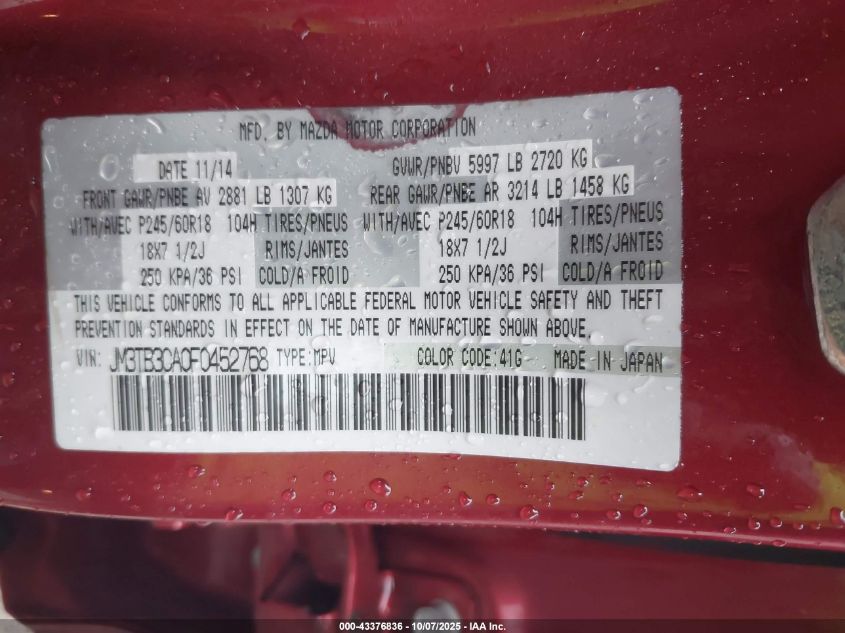 MFD. BY MAZDA MOTOR CORPORATION
DATE 11/14 GVWR/PNBV 5997 LB 2720 KG
FRONT GAWR/PNBE AV 2881 LB 1307 KG REAR GAWR/PNBE AR 3214 LB 1458 KG
WITH/AVEC P245/60R18 104H TIRES/PNEUS WITH/AVEC P245/60R18 104H TIRES/PNEUS
18X7 1/2J RIMS/JANTES 18X7 1/2J RIMS/JANTES
250 KPA/36 PSI COLD/A FROID 250 KPA/36 PSI COLD/A FROID
THIS VEHICLE CONFORMS TO ALL APPLICABLE FEDERAL MOTOR VEHICLE SAFETY AND THEFT
PREVENTION STANDARDS IN EFFECT ON THE DATE OF MANUFACTURE SHOWN ABOVE.
VIN: JM3TB3CA0F0452768 TYPE:MPV COLOR CODE:41G MADE IN JAPAN
000-43376836 - 10/07/2025 - IAA Inc.